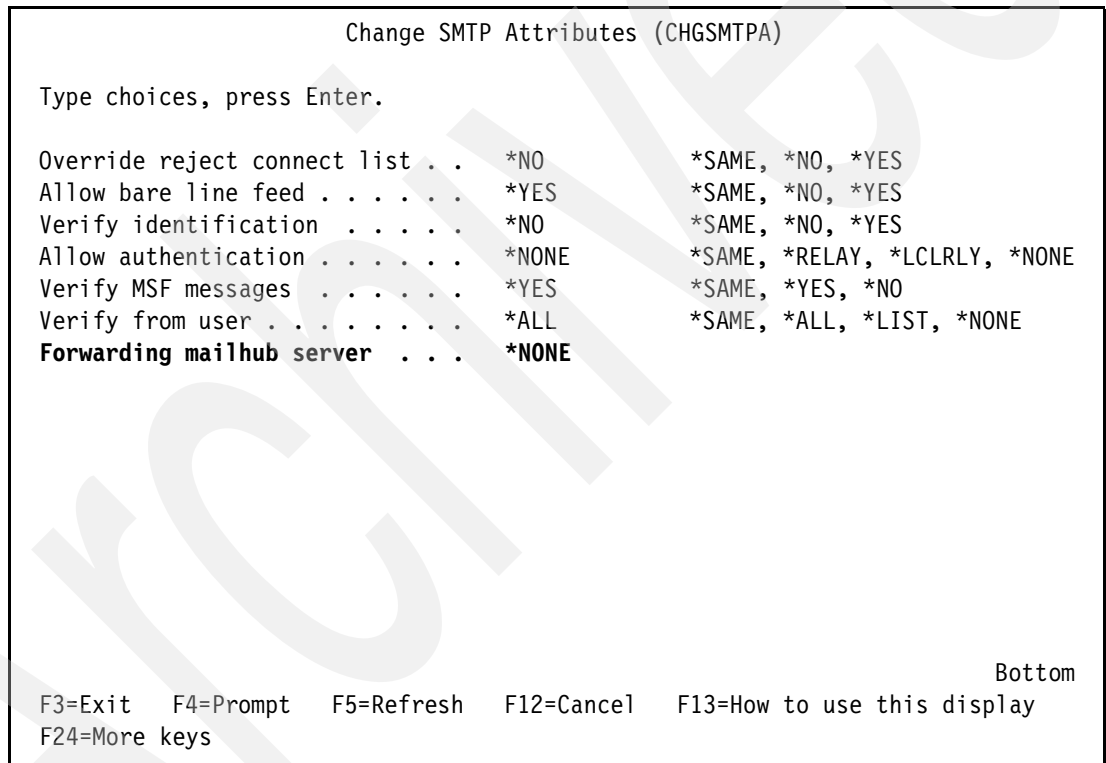 Change SMTP Attributes (CHGSMTPA)
Type choices, press Enter.
Override reject connect list . .   *NO   *SAME, *NO, *YES
Allow bare line feed . . . . . .   *YES   *SAME, *NO, *YES
Verify identification  . . . . .   *NO   *SAME, *NO, *YES
Allow authentication . . . . . .   *NONE   *SAME, *RELAY, *LCLRLY, *NONE
Verify MSF messages  . . . . . .   *YES   *SAME, *YES, *NO
Verify from user . . . . . . . .   *ALL   *SAME, *ALL, *LIST, *NONE
Forwarding mailhub server  . . .   *NONE
Bottom
F3=Exit   F4=Prompt   F5=Refresh   F12=Cancel   F13=How to use this display
F24=More keys